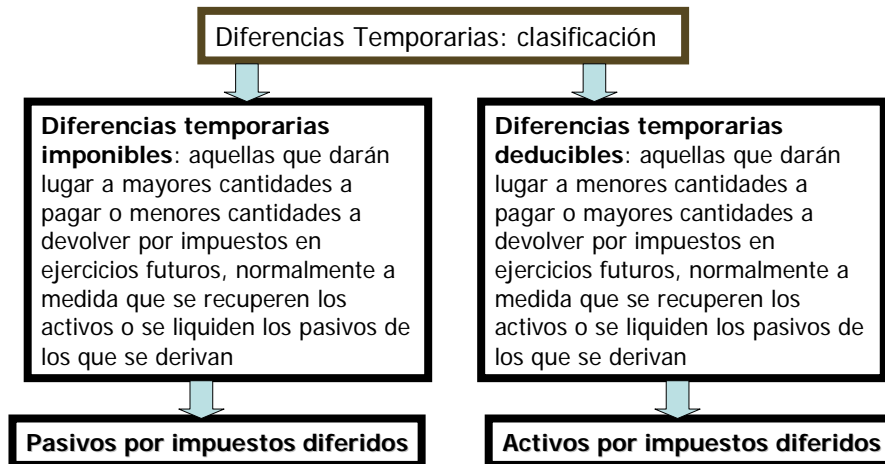 Diferencias Temporarias: clasificación
Diferencias temporarias
imponibles: aquellas que darán
lugar a mayores cantidades a
pagar o menores cantidades a
devolver por impuestos en
ejercicios futuros, normalmente a
medida que se recuperen los
activos o se liquiden los pasivos de
los que se derivan
Diferencias temporarias
deducibles: aquellas que darán
lugar a menores cantidades a
pagar o mayores cantidades a
devolver por impuestos en
ejercicios futuros, normalmente a
medida que se recuperen los
activos o se liquiden los pasivos de
los que se derivan
Pasivos por impuestos diferidos
Activos por impuestos diferidos